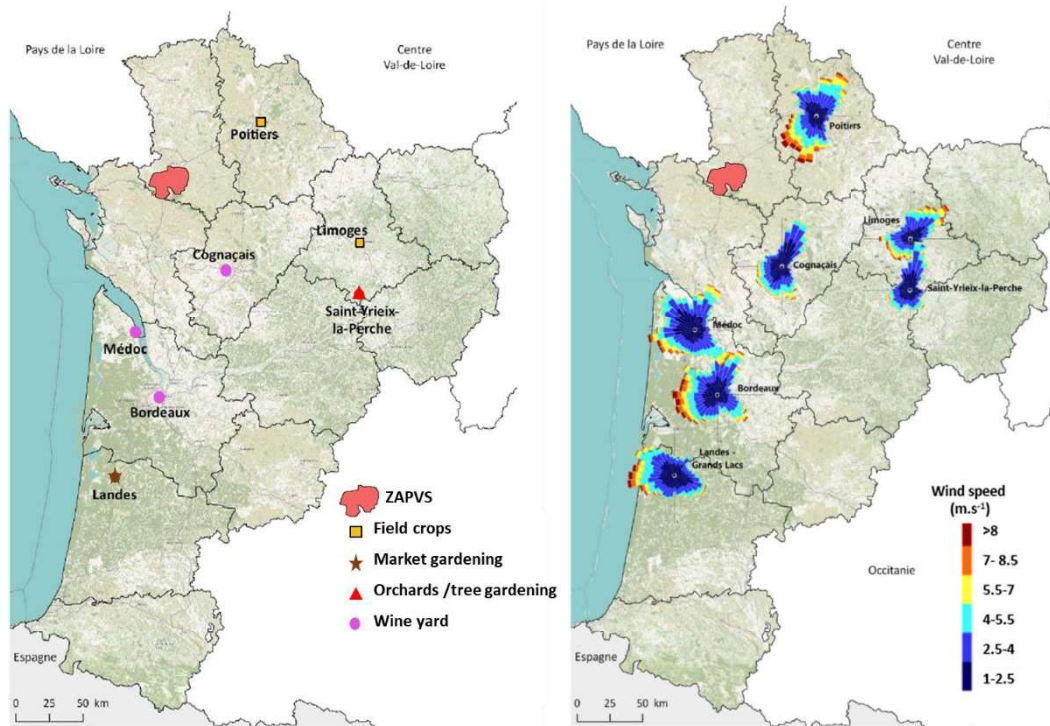 Pays de la Loire
Centre
Val-de-Loire
Poitiers
Limoges
Cognaçais
Saint-Yrieix-
la-Perche
Médoc
Bordeaux
Landes
ZAPVS
Field crops
Market gardening
Orchards /tree gardening
Wine yard
Espagne
0 25 50 km
Pays de la Loire
Centre
Val-de-Loire
Poitiers
Limoges
Cognaçais
Saint-Yrieix-la-Perche
Médoc
Bordeaux
Landes -
Grands Lacs
Wind speed
(m.s-1)
>8
7- 8.5
5.5-7
4-5.5
2.5-4
1-2.5
Occitanie
Espagne
0 25 50 km